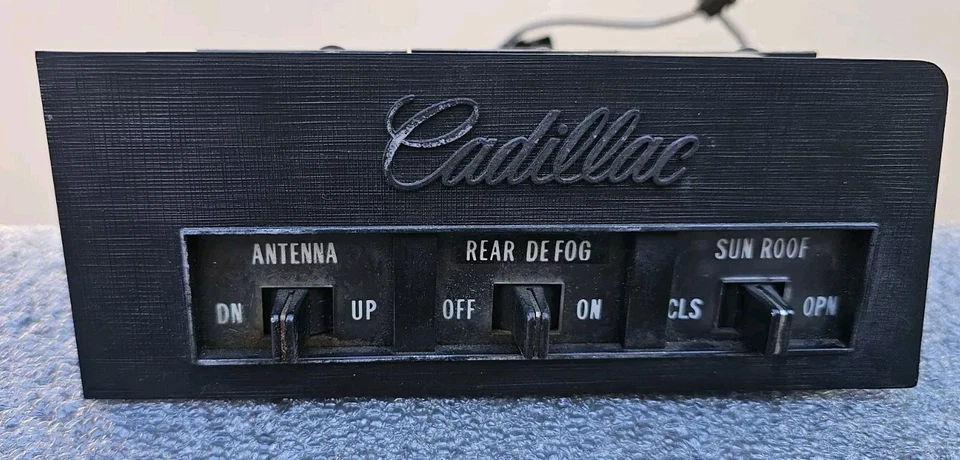 Cadillac
ANTENNA
DN UP
REAR DEFOG
OFF ON
SUN ROOF
CLS OPN